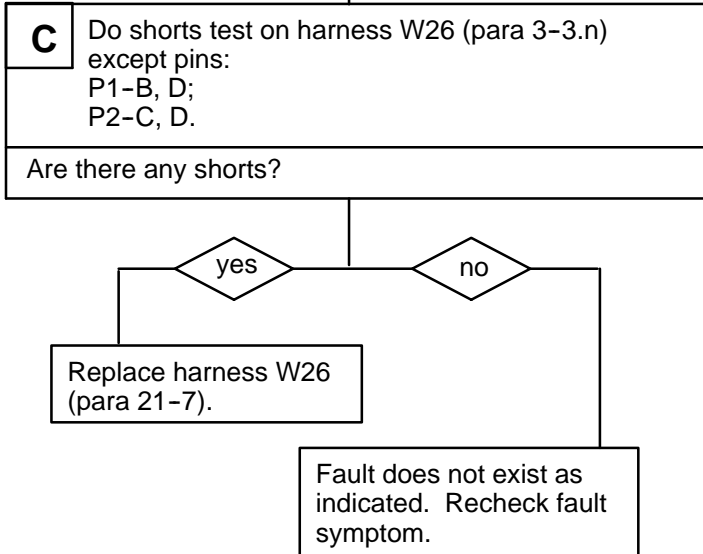 C
Do shorts test on harness W26 (para 3-3.n)
except pins:
P1-B, D;
P2-C, D.
Are there any shorts?
yes
no
Replace harness W26
(para 21-7).
Fault does not exist as
indicated. Recheck fault
symptom.